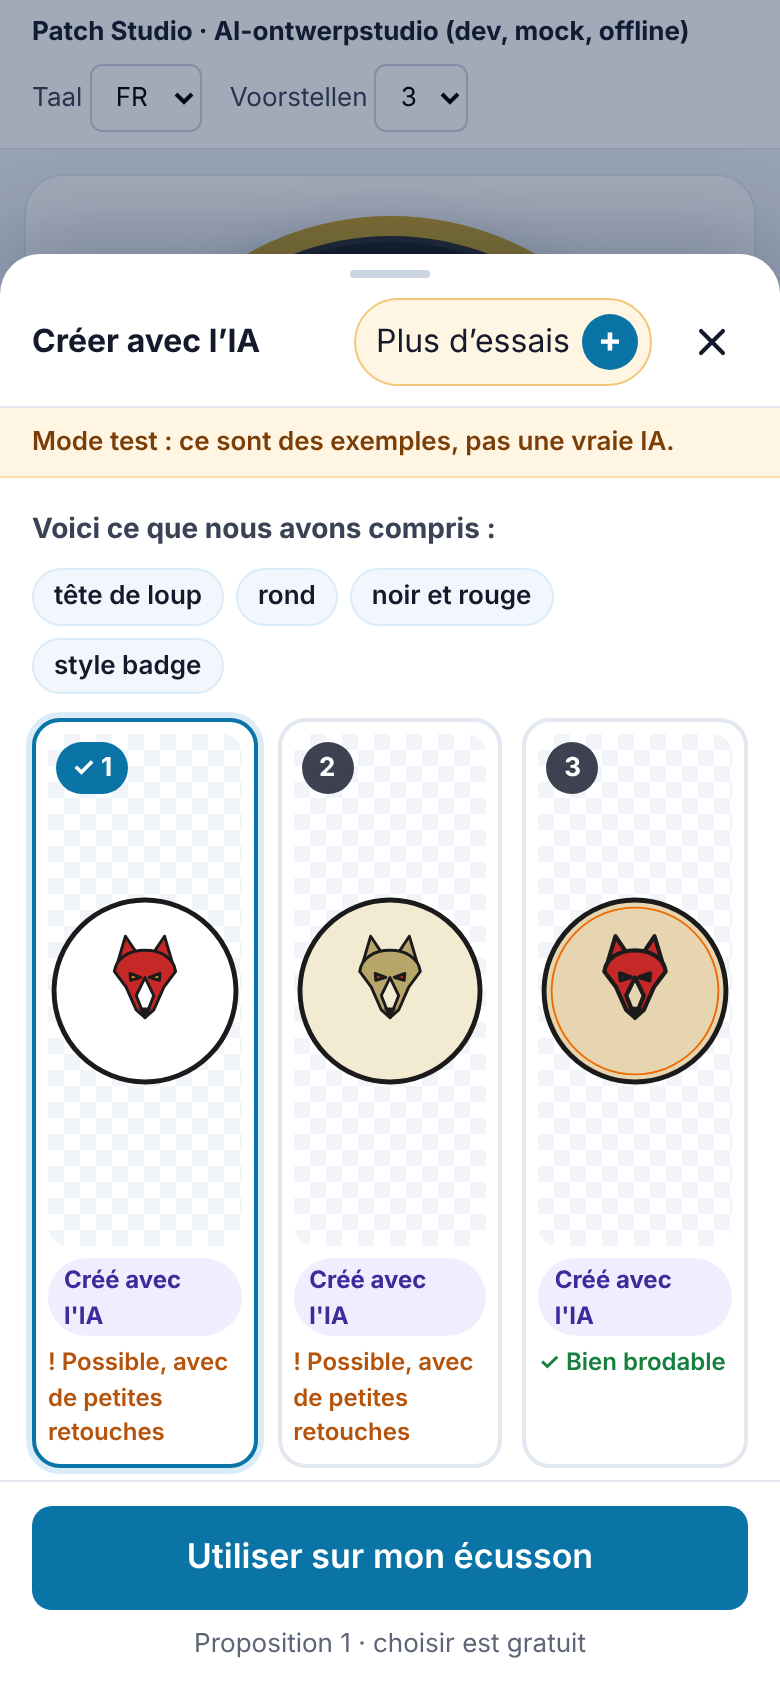 Patch Studio · AI-ontwerpstudio (dev, mock, offline)
Taal FR Voorstellen 3
Créer avec l’IA Plus d’essais +
Mode test : ce sont des exemples, pas une vraie IA.
Voici ce que nous avons compris :
tête de loup rond noir et rouge
style badge
✓ 1 2 3
Créé avec l'IA
! Possible, avec de petites retouches
Créé avec l'IA
! Possible, avec de petites retouches
Créé avec l'IA
✓ Bien brodable
Utiliser sur mon écusson
Proposition 1 · choisir est gratuit